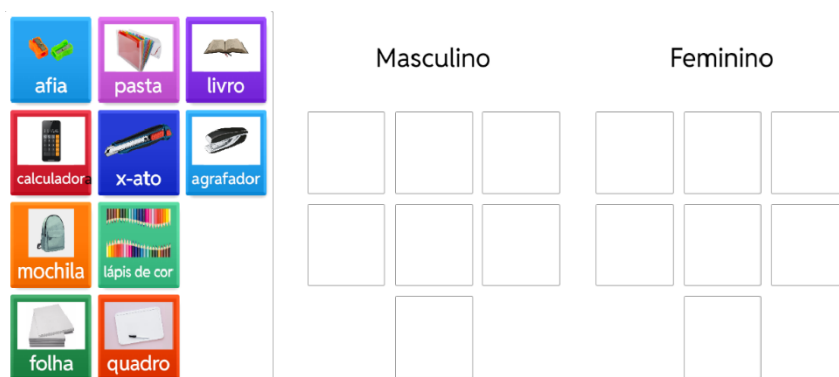 afia
pasta
livro
calculadora
x-ato
agrafador
mochila
lápis de cor
folha
quadro
Masculino
Feminino